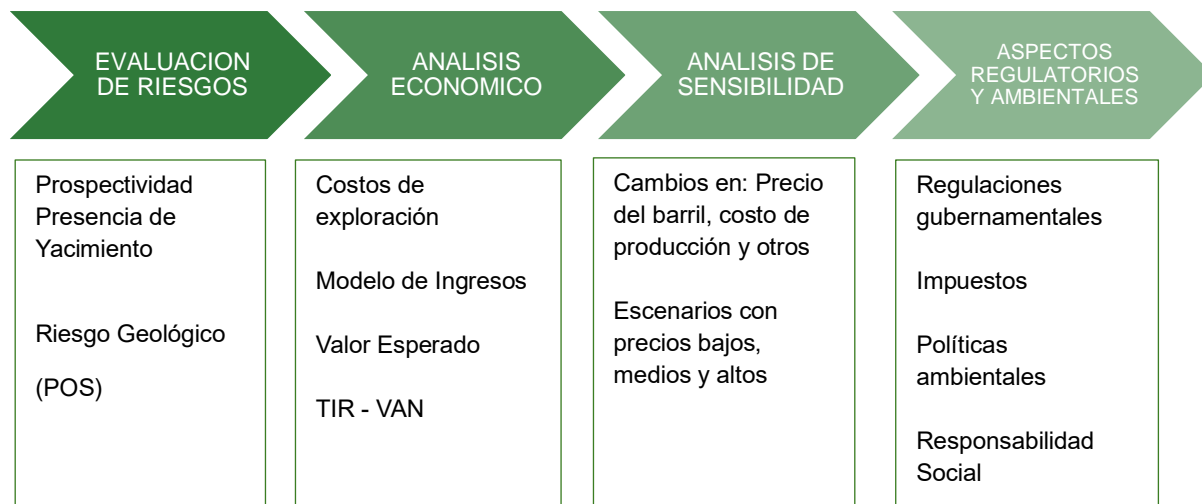 EVALUACION
DE RIESGOS
ANALISIS
ECONOMICO
ANALISIS DE
SENSIBILIDAD
ASPECTOS
REGULATORIOS
Y AMBIENTALES
Prospectividad
Presencia de
Yacimiento
Riesgo Geológico
(POS)
Costos de
exploración
Modelo de Ingresos
Valor Esperado
TIR - VAN
Cambios en: Precio
del barril, costo de
producción y otros
Escenarios con
precios bajos,
medios y altos
Regulaciones
gubernamentales
Impuestos
Políticas
ambientales
Responsabilidad
Social